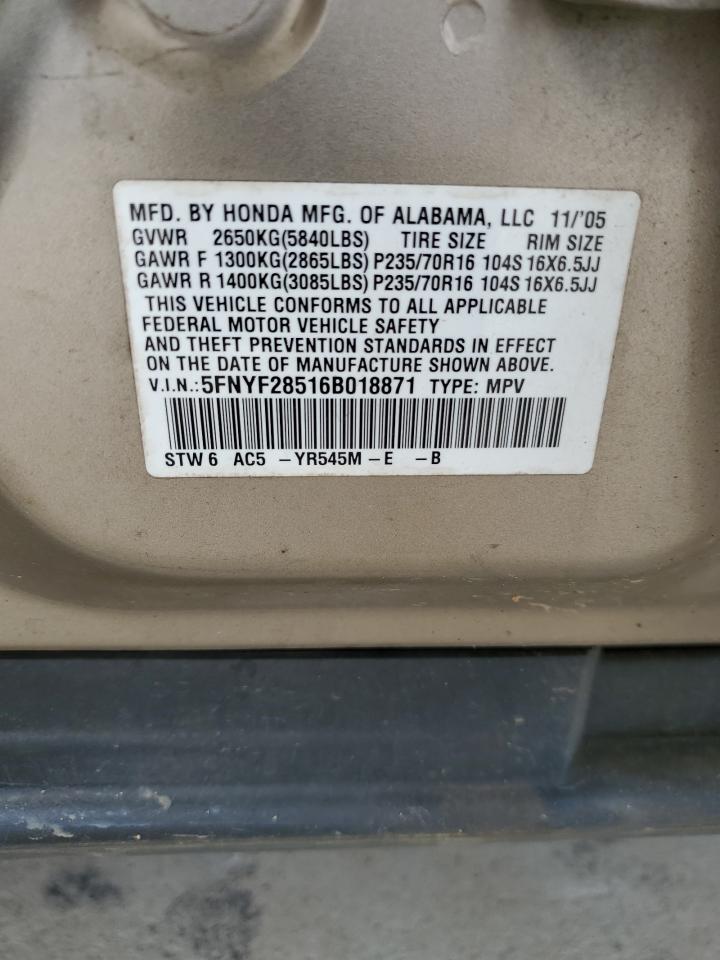 MFD. BY HONDA MFG. OF ALABAMA, LLC 11/'05
GVWR 2650KG(5840LBS) TIRE SIZE RIM SIZE
GAWR F 1300KG(2865LBS) P235/70R16 104S 16X6.5JJ
GAWR R 1400KG(3085LBS) P235/70R16 104S 16X6.5JJ
THIS VEHICLE CONFORMS TO ALL APPLICABLE
FEDERAL MOTOR VEHICLE SAFETY
AND THEFT PREVENTION STANDARDS IN EFFECT
ON THE DATE OF MANUFACTURE SHOWN ABOVE.
V.I.N.: 5FNYF28516B018871 TYPE: MPV
STW 6 AC5 -YR545M-E -B